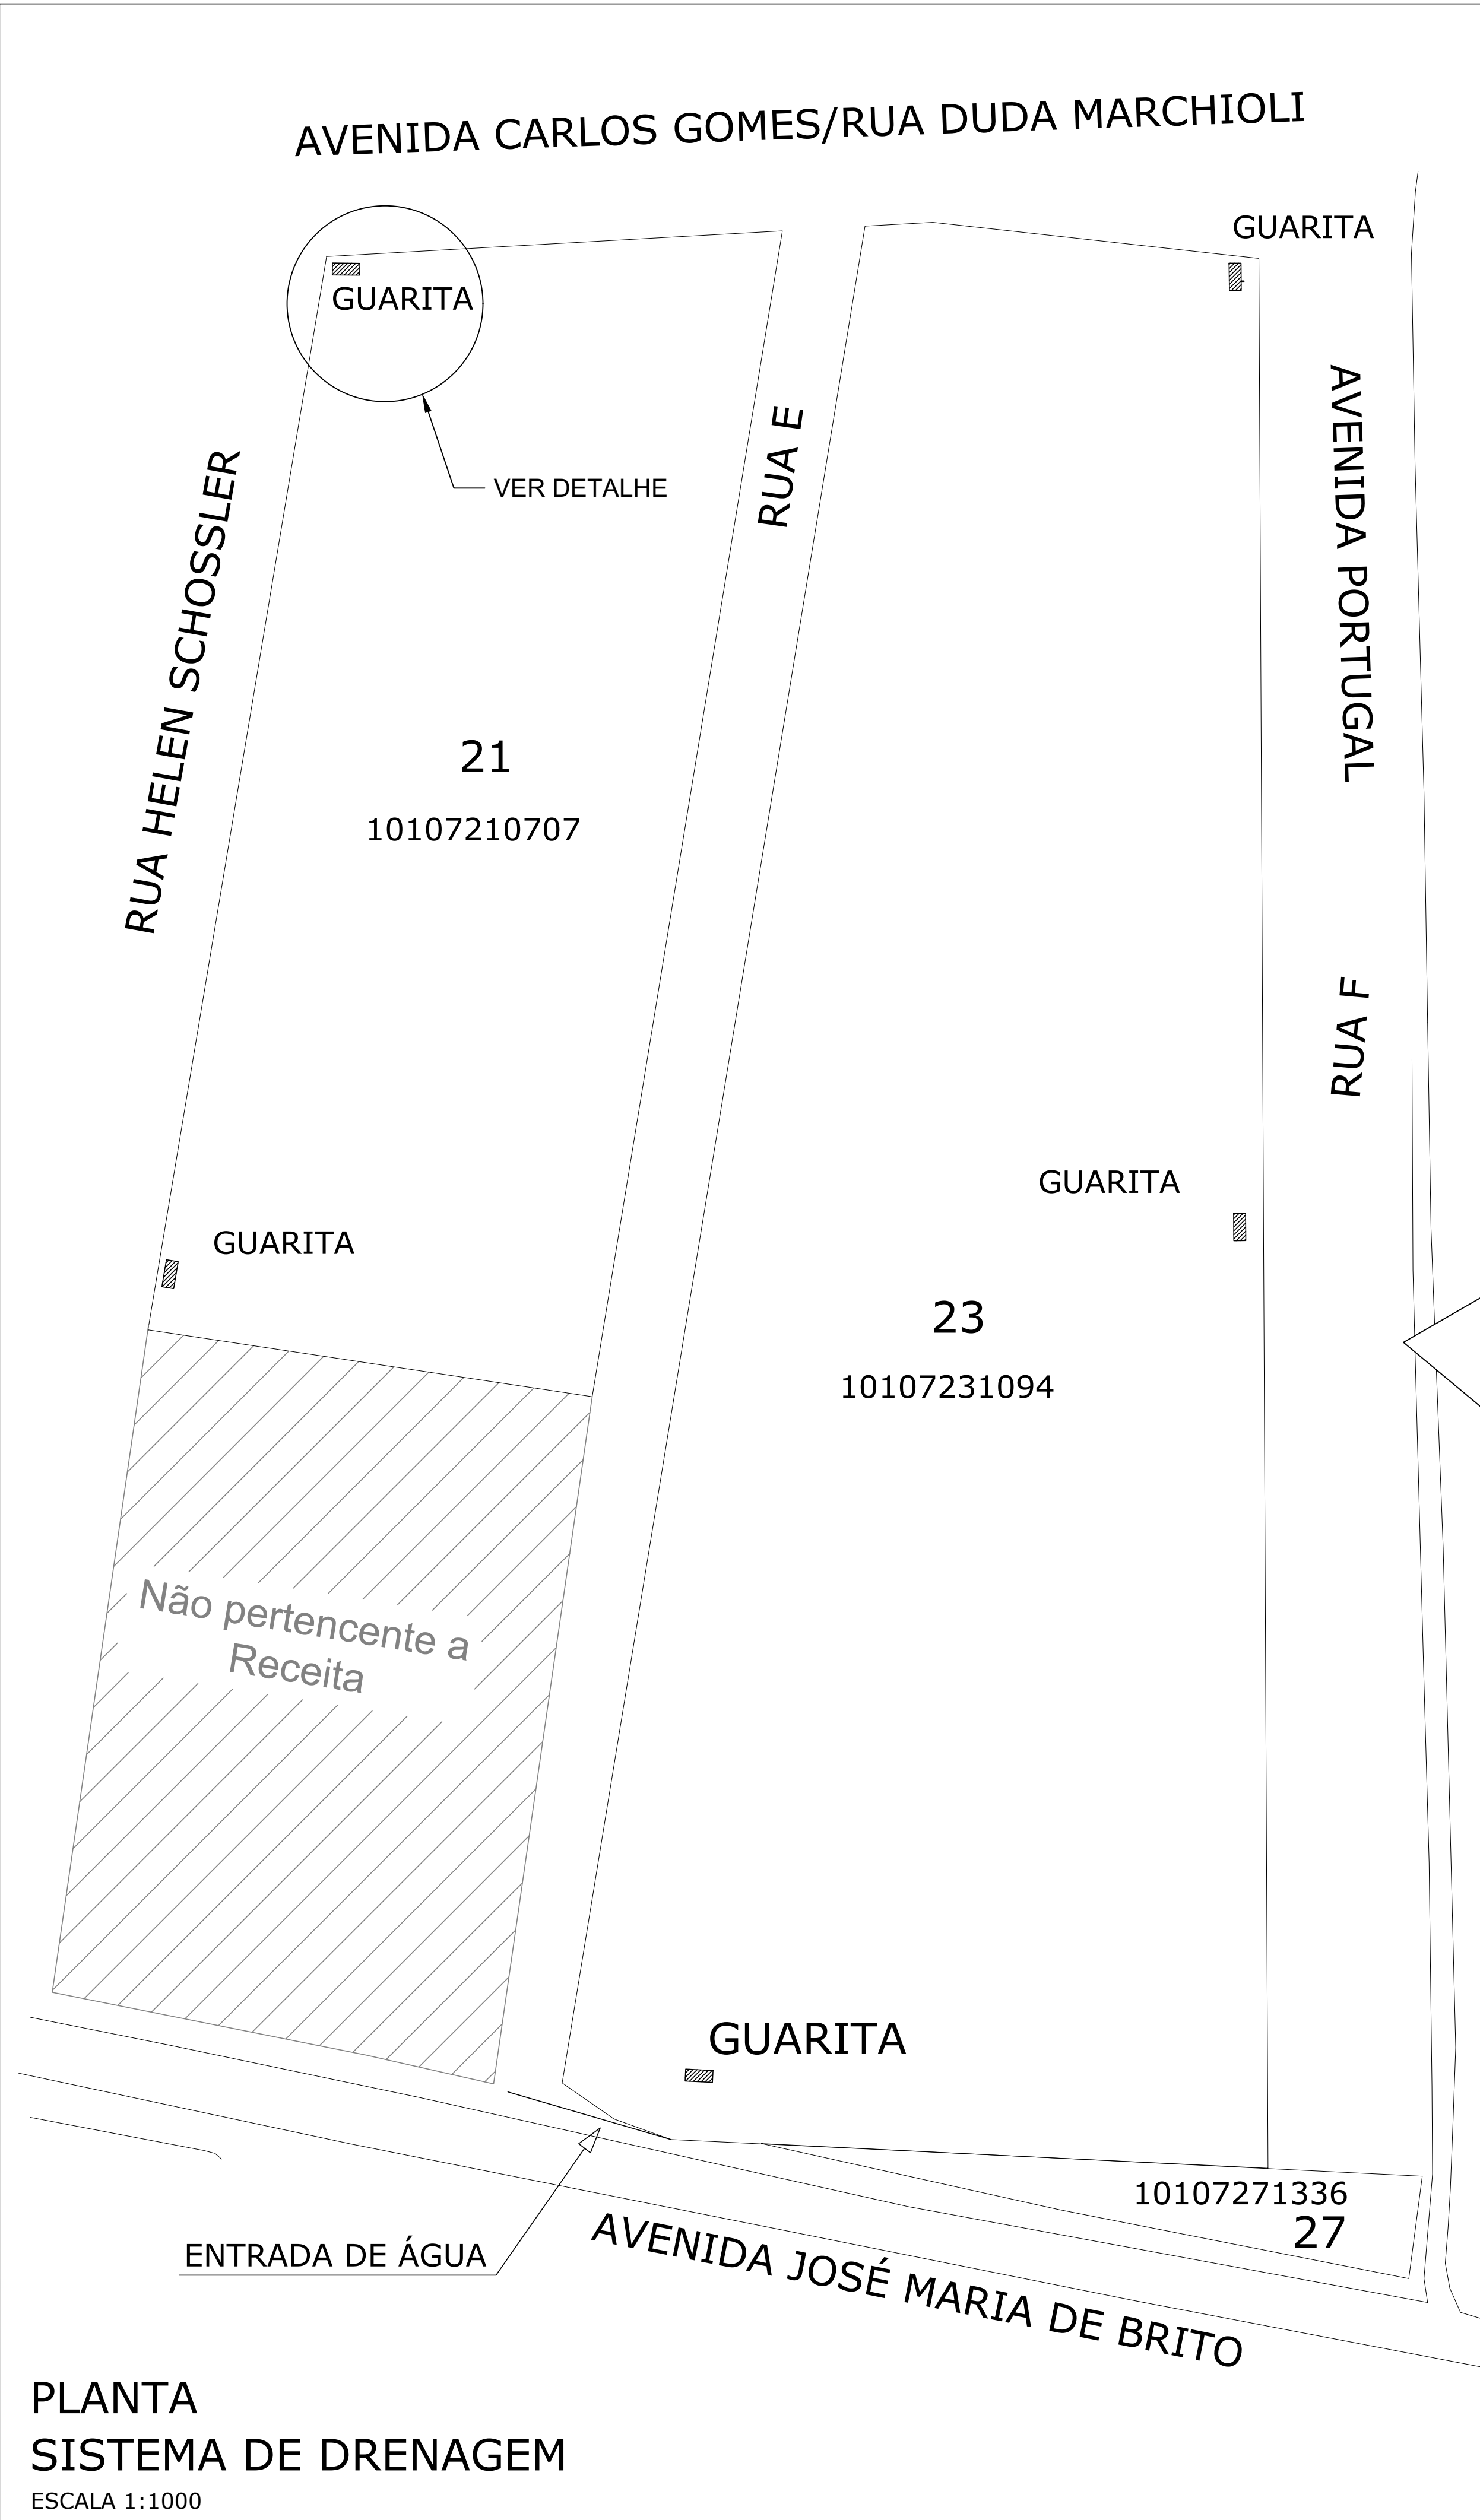 AVENIDA CARLOS GOMES/RUA DUDA MARCHIOLI
GUARITA
GUARITA
VER DETALHE
RUA E
AVENIDA PORTUGAL
RUA HELEN SCHOSSLER
21
10107210707
RUA F
GUARITA
GUARITA
23
10107231094
Não pertencente a
Receita
GUARITA
10107271336
27
ENTRADA DE ÁGUA
AVENIDA JOSÉ MARIA DE BRITO
PLANTA
SISTEMA DE DRENAGEM
ESCALA 1:1000